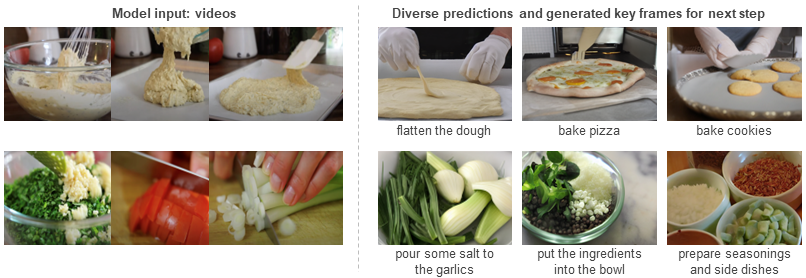 Model input: videos
Diverse predictions and generated key frames for next step
flatten the dough
bake pizza
bake cookies
pour some salt to
the garlics
put the ingredients
into the bowl
prepare seasonings
and side dishes